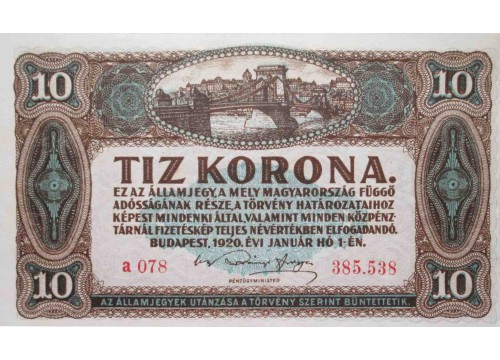 10 10
TIZ KORONA.
EZ AZ ÁLLAMJEGY, A MELY MAGYARORSZÁG FÜGGŐ
ADÓSSÁGÁNAK RÉSZE, A TÖRVÉNY HATÁROZATAIHOZ
KÉPEST MINDENKI ÁLTAL, VALAMINT MINDEN KÖZPÉNZ-
TÁRNÁL FIZETÉSKÉP TELJES NÉVÉRTÉKBEN ELFOGADANDÓ.
BUDAPEST, 1920. ÉVI JANUÁR HÓ 1-ÉN.
a 078 385.538
PÉNZÜGYMINISTER
10 10
AZ ÁLLAMJEGYEK UTÁNZÁSA A TÖRVÉNY SZERINT BÜNTETTETIK.